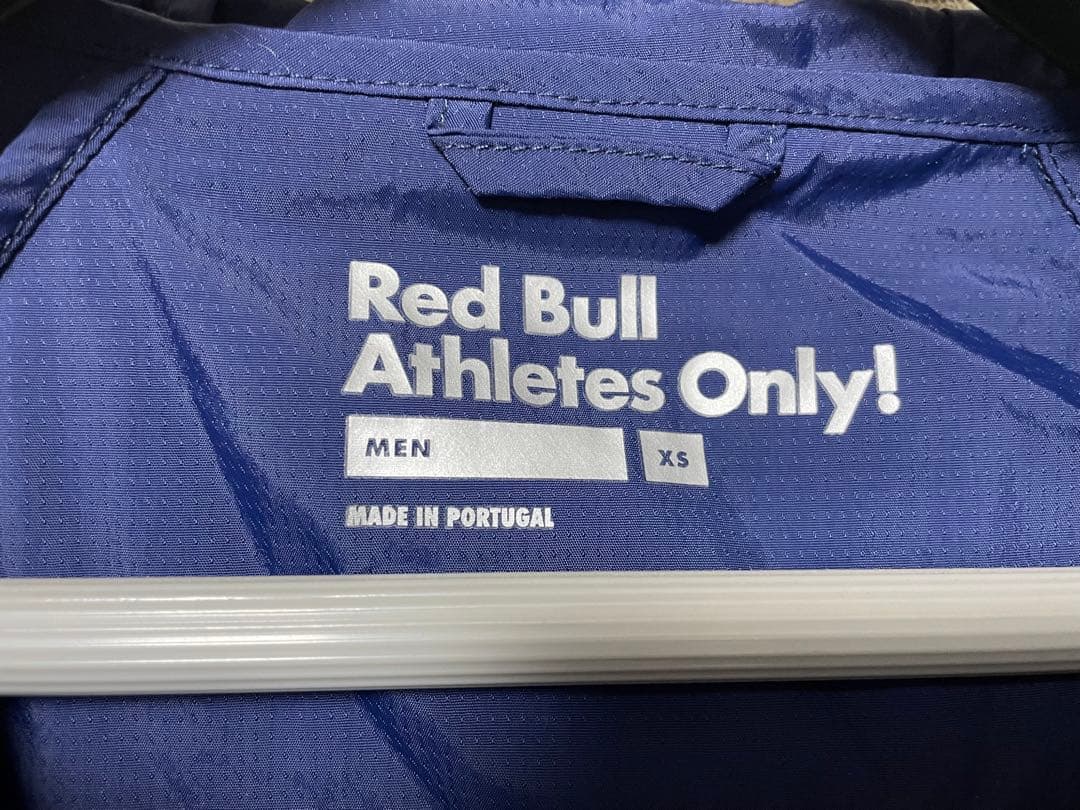 Red Bull
Athletes Only!
MEN XS
MADE IN PORTUGAL